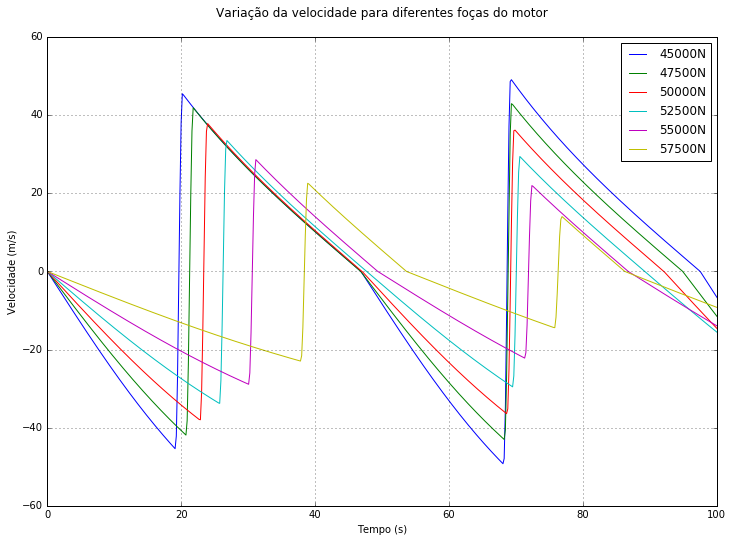 Variação da velocidade para diferentes foças do motor
60
40
20
0
−20
−40
−60
Velocidade (m/s)
45000N
47500N
50000N
52500N
55000N
57500N
0
20
40
60
80
100
Tempo (s)